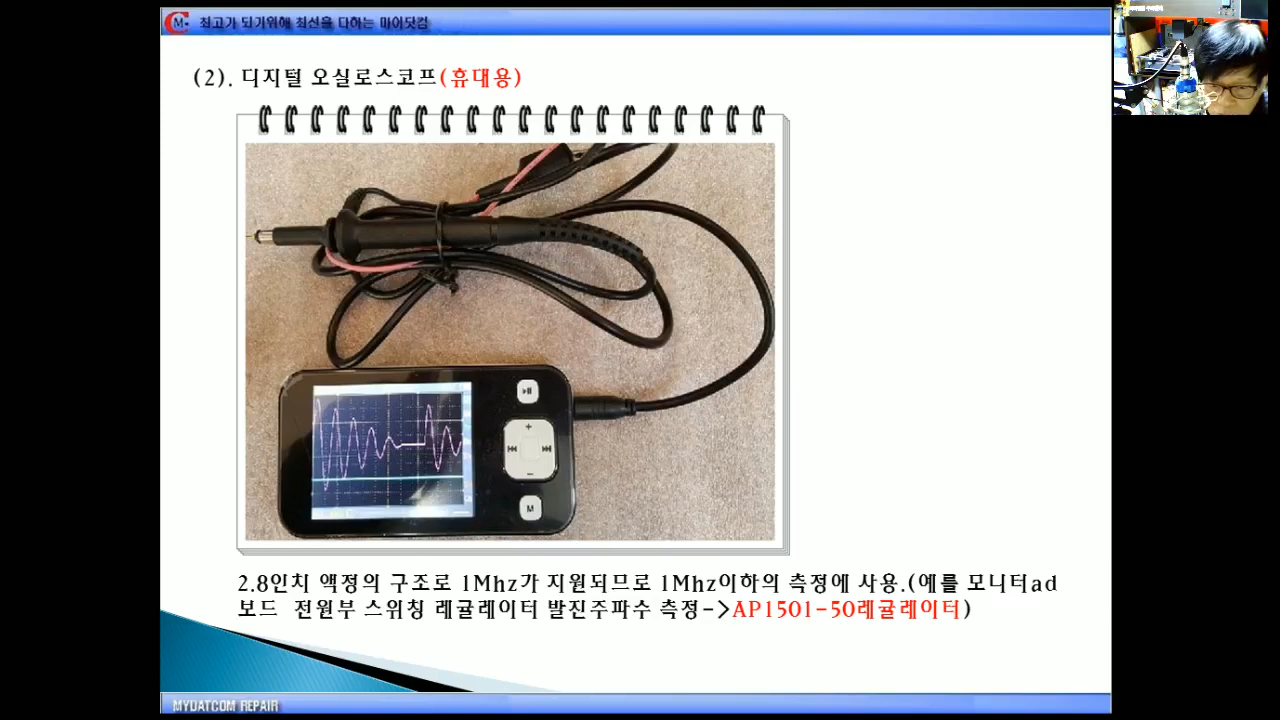 최고가 되기위해 최선을 다하는 마이닷컴
(2). 디지털 오실로스코프(휴대용)
M
2.8인치 액정의 구조로 1Mhz가 지원되므로 1Mhz이하의 측정에 사용.(예를 모니터ad
보드 전원부 스위칭 레귤레이터 발진주파수 측정->AP1501-50레귤레이터)
MYDATCOM REPAIR